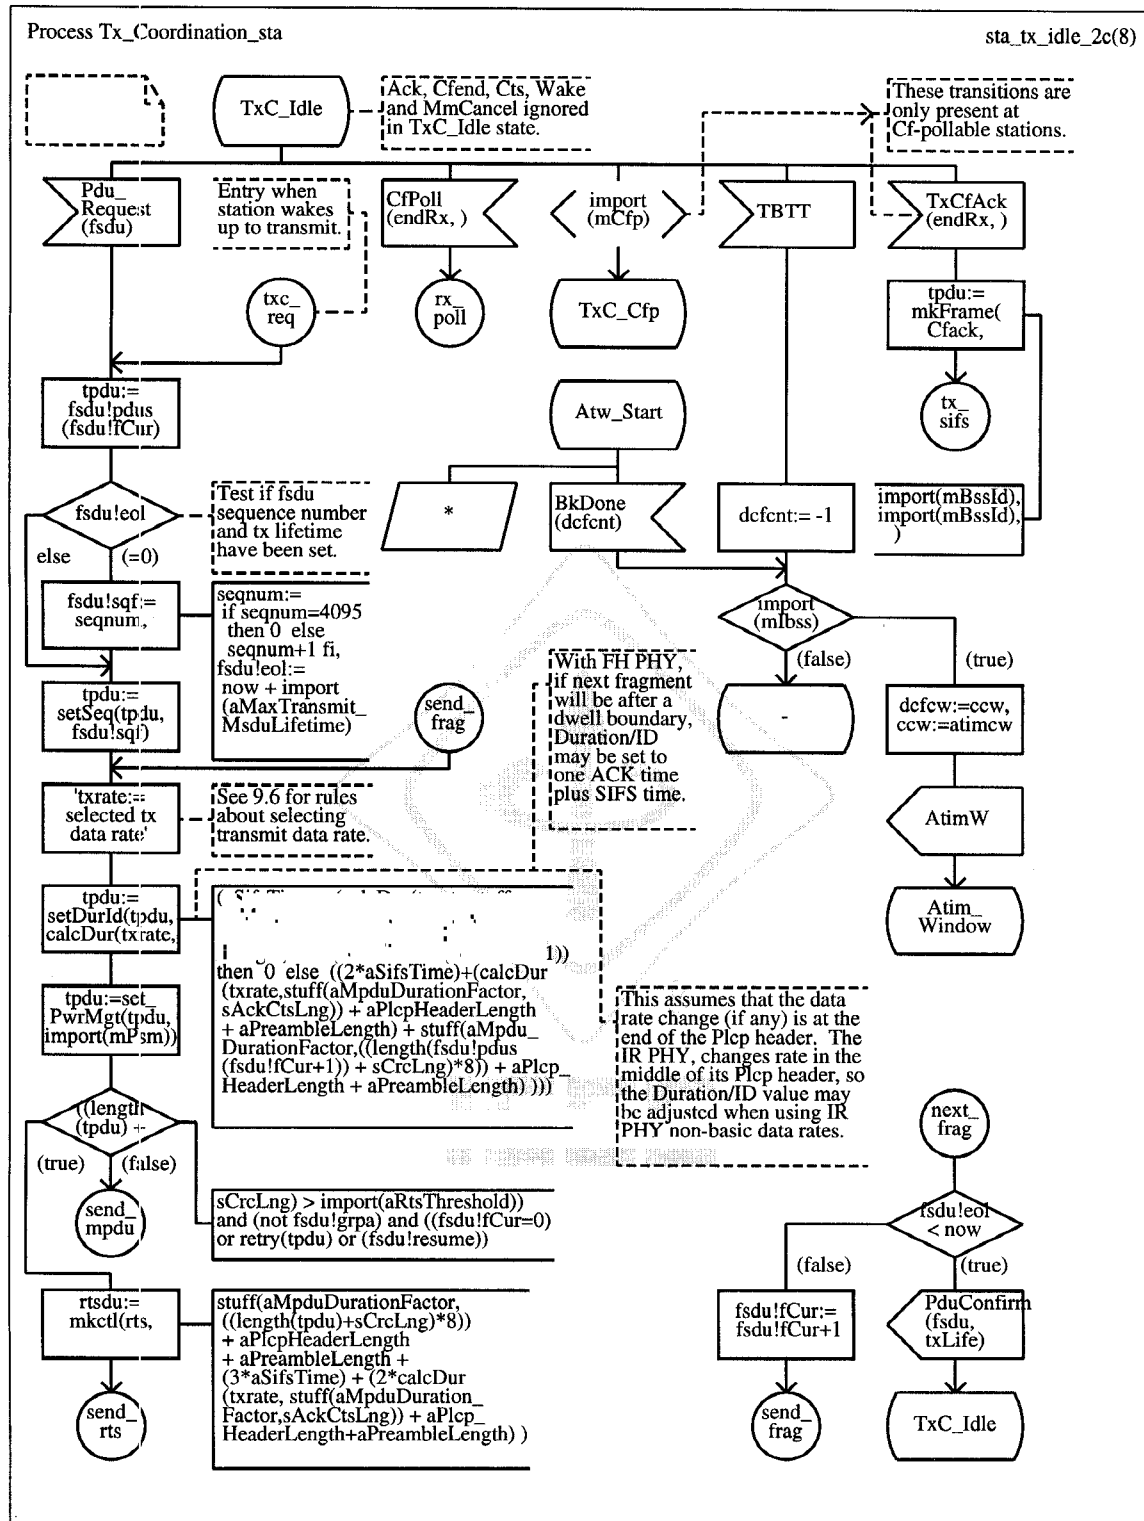 Process Tx_Coordination_sta
sta_tx_idle_2c(8)
TxC_Idle
Ack, Cfend, Cts, Wake
and MmCancel ignored
in TxC_Idle state.
These transitions are
only present at
Cf-pollable stations.
Pdu_
Request
(fsdu)
Entry when
station wakes
up to transmit.
CfPoll
(endRx, )
import
(mCfp)
TBTT
TxCfAck
(endRx, )
txc_
req
rx_
poll
TxC_Cfp
tpdu:=
mkFrame(
Cfack,
tpdu:=
fsdu!pdus
(fsdu!fCur)
Atw_Start
tx_
sifs
fsdu!eol
else
(=0)
Test if fsdu
sequence number
and tx lifetime
have been set.
*
BkDone
(dcfcnt)
dcfcnt:= -1
import(mBssId),
import(mBssId),
)
fsdu!sqf:=
seqnum,
seqnum:=
if seqnum=4095
then 0 else
seqnum+1 fi,
fsdu!eol:=
now + import
(aMaxTransmit_
MsduLifetime)
import
(mIbss)
(false)
(true)
tpdu:=
setSeq(tpdu,
fsdu!sqf)
send_
frag
With FH PHY,
if next fragment
will be after a
dwell boundary,
Duration/ID
may be set to
one ACK time
plus SIFS time.
-
dcfcw:=ccw,
ccw:=atimcw
'txrate:=
selected tx
data rate'
See 9.6 for rules
about selecting
transmit data rate.
AtimW
tpdu:=
setDurId(tpdu,
calcDur(txrate,
1))
then 0 else ((2*aSifsTime)+(calcDur
(txrate,stuff(aMpduDurationFactor,
sAckCtsLng)) + aPlcpHeaderLength
+ aPreambleLength) + stuff(aMpdu_
DurationFactor,((length(fsdu!pdus
(fsdu!fCur+1)) + sCrcLng)*8)) + aPlcp_
HeaderLength + aPreambleLength) )))
Atim_
Window
tpdu:=set_
PwrMgt(tpdu,
import(mPsm))
This assumes that the data
rate change (if any) is at the
end of the Plcp header. The
IR PHY, changes rate in the
middle of its Plcp header, so
the Duration/ID value may
be adjusted when using IR
PHY non-basic data rates.
((length
(tpdu) +
(true)
(false)
next_
frag
send_
mpdu
sCrcLng) > import(aRtsThreshold))
and (not fsdu!grpa) and ((fsdu!fCur=0)
or retry(tpdu) or (fsdu!resume))
fsdu!eol
< now
(false)
(true)
rtsdu:=
mkctl(rts,
stuff(aMpduDurationFactor,
((length(tpdu)+sCrcLng)*8))
+ aPlcpHeaderLength
+ aPreambleLength +
(3*aSifsTime) + (2*calcDur
(txrate, stuff(aMpduDuration_
Factor,sAckCtsLng)) + aPlcp_
HeaderLength+aPreambleLength) )
fsdu!fCur:=
fsdu!fCur+1
PduConfirm
(fsdu,
txLife)
send_
rts
send_
frag
TxC_Idle